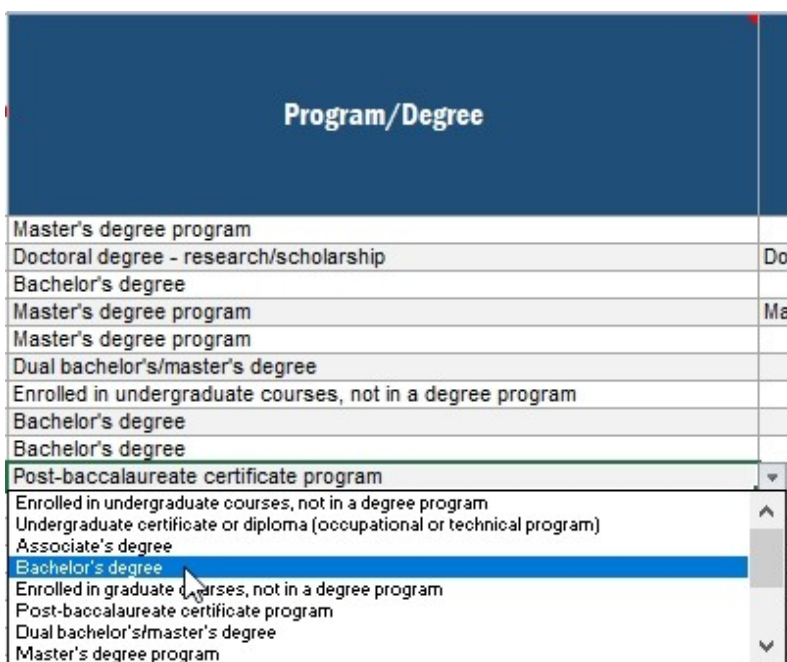 Program/Degree
Master's degree program
Doctoral degree - research/scholarship
Do
Bachelor's degree
Master's degree program
Ma
Master's degree program
Dual bachelor's/master's degree
Enrolled in undergraduate courses, not in a degree program
Bachelor's degree
Bachelor's degree
Post-baccalaureate certificate program
Enrolled in undergraduate courses, not in a degree program
Undergraduate certificate or diploma (occupational or technical program)
Associate's degree
Bachelor's degree
Enrolled in graduate courses, not in a degree program
Post-baccalaureate certificate program
Dual bachelor's/master's degree
Master's degree program